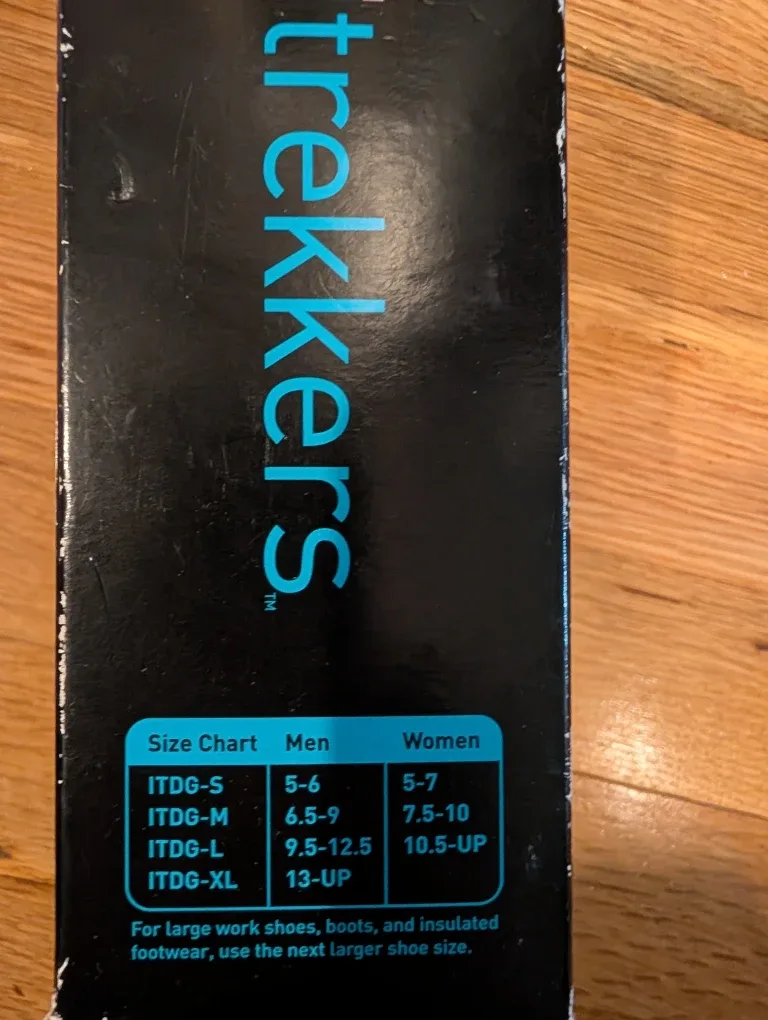 trekkers™
Size Chart Men Women
ITDG-S 5-6 5-7
ITDG-M 6.5-9 7.5-10
ITDG-L 9.5-12.5 10.5-UP
ITDG-XL 13-UP
For large work shoes, boots, and insulated
footwear, use the next larger shoe size.